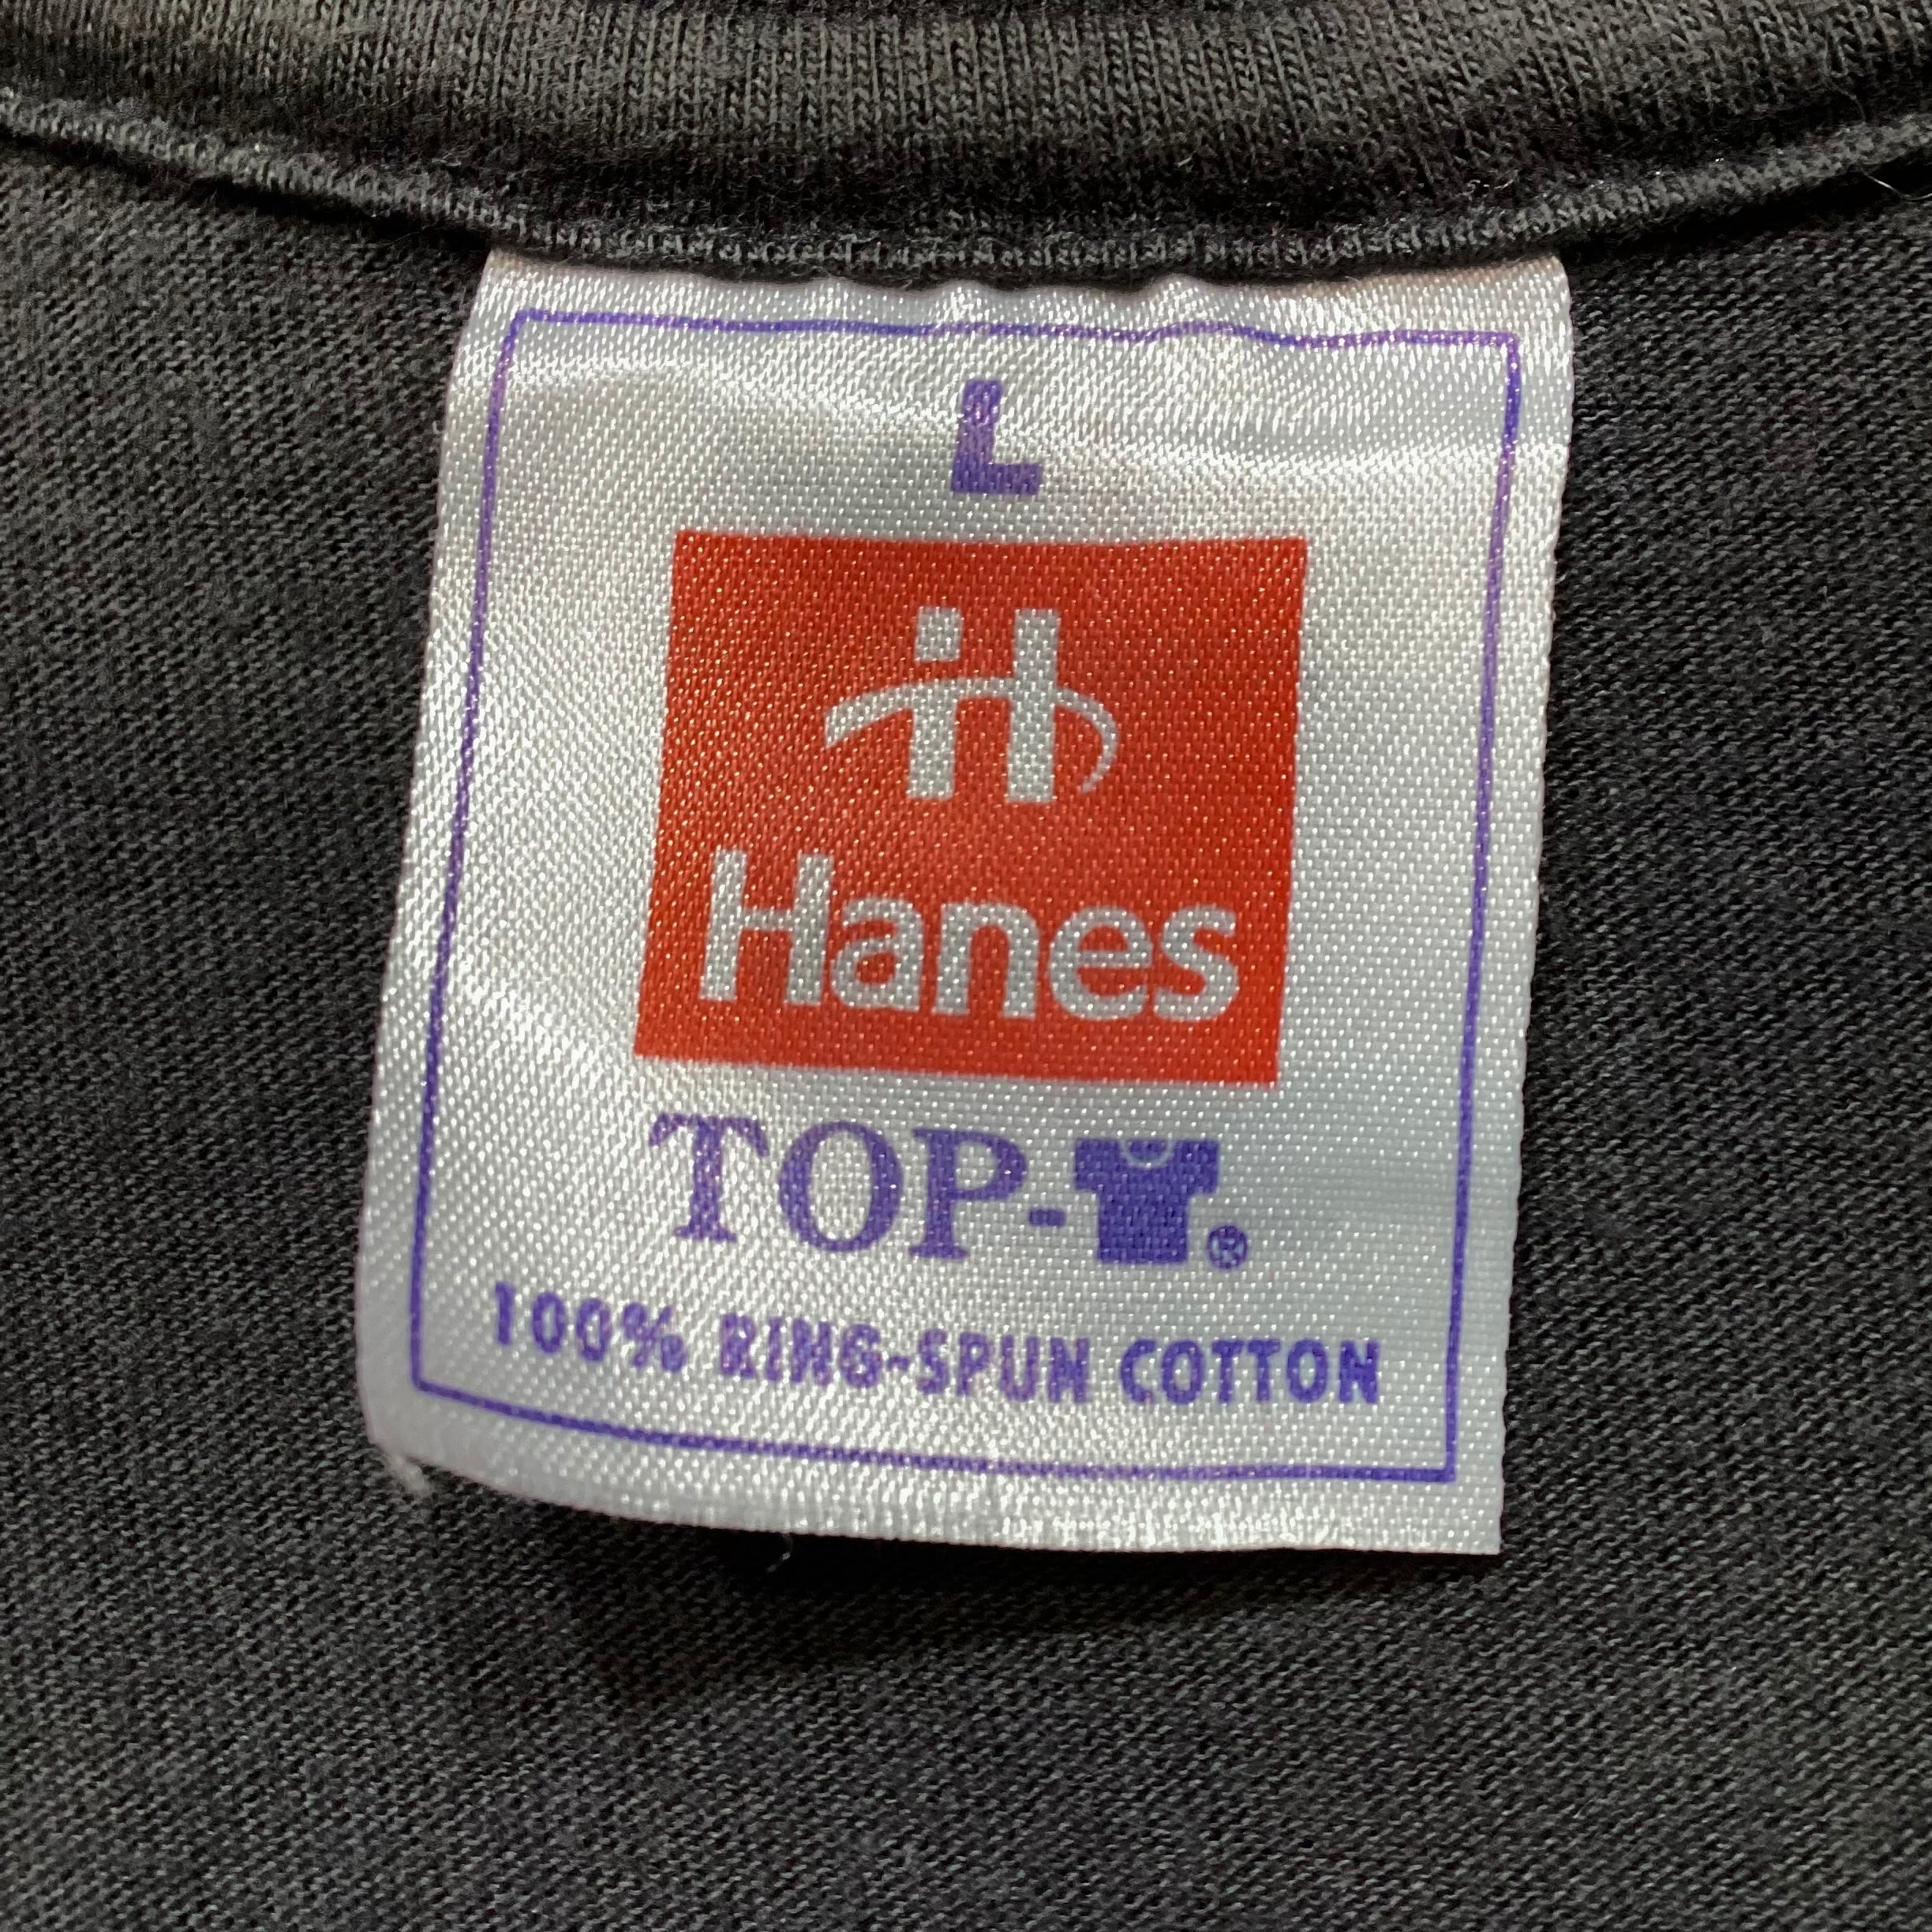 L
Hanes
TOP-
®
100% RING-SPUN COTTON